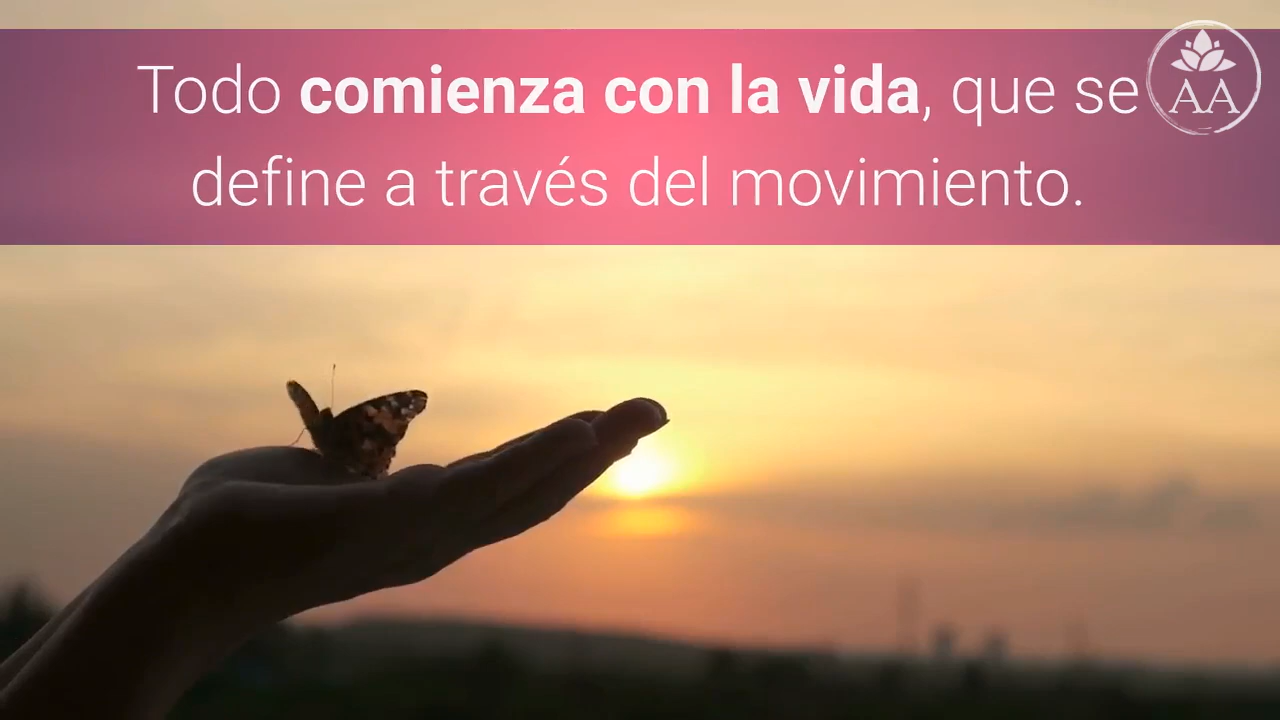 Todo comienza con la vida, que se
define a través del movimiento.
AA